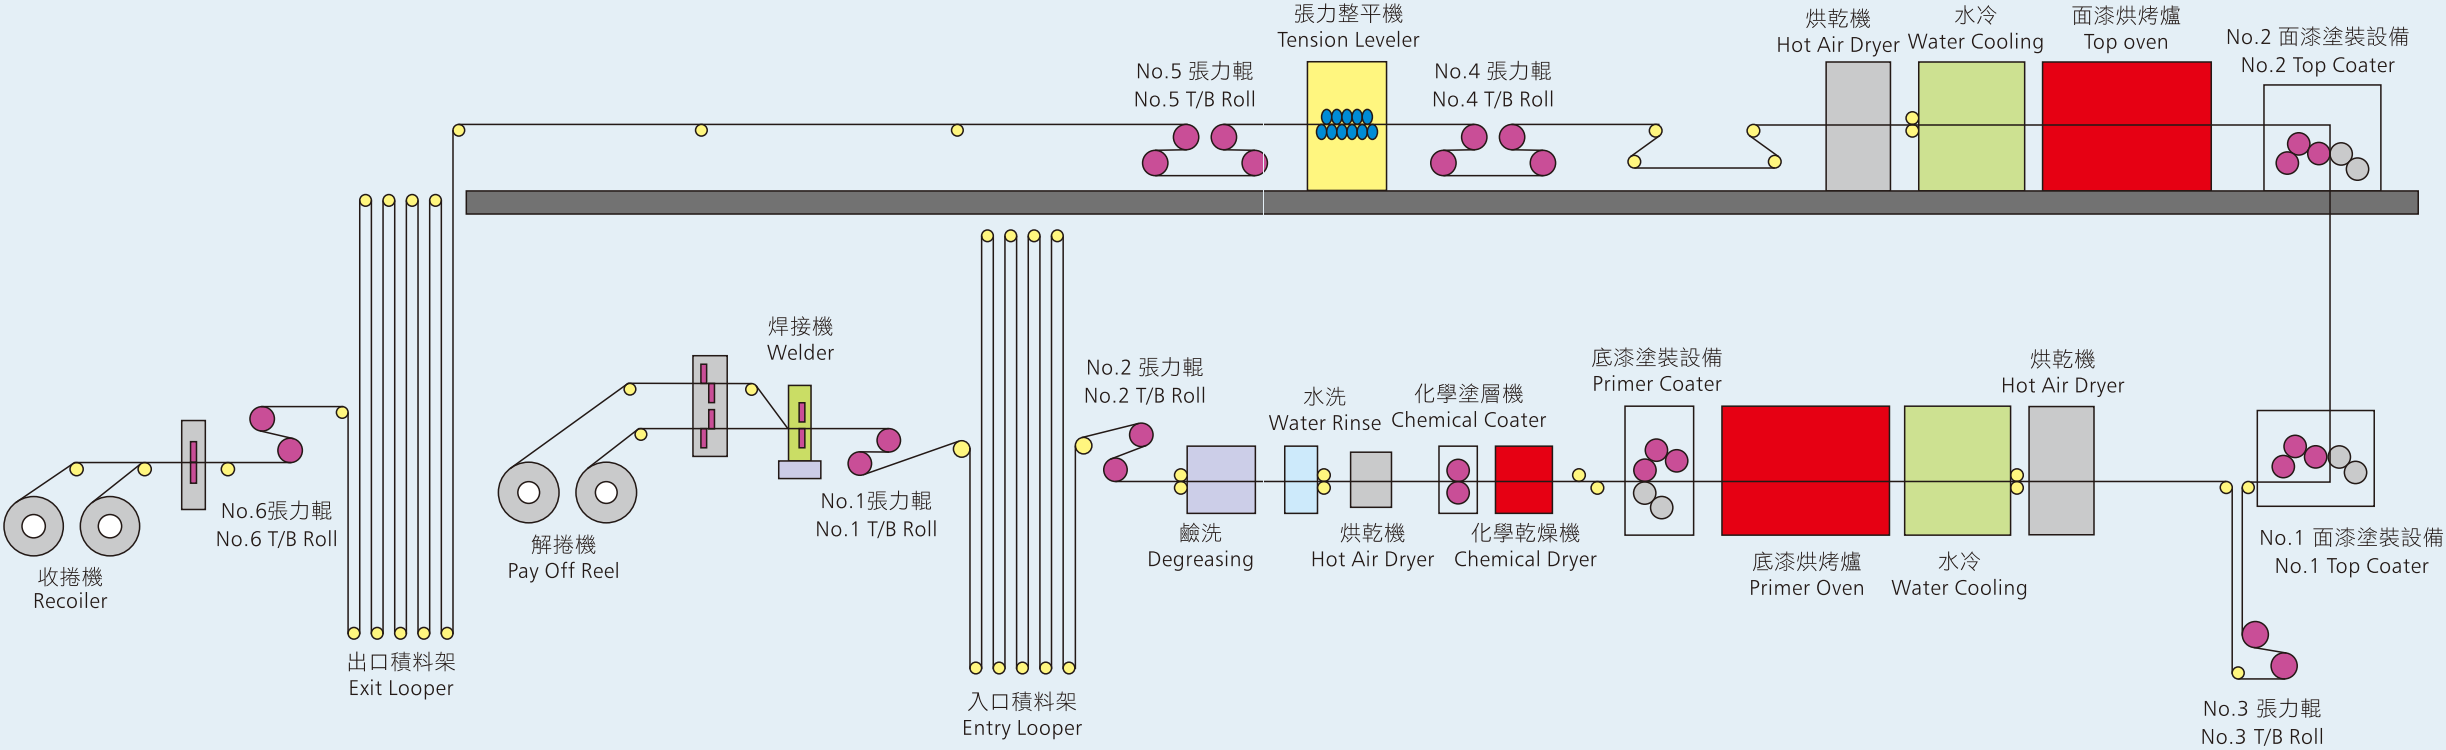 張力整平機
Tension Leveler
烘乾機
Hot Air Dryer
水冷
Water Cooling
面漆烘烤爐
Top oven
No.2 面漆塗裝設備
No.2 Top Coater
No.5 張力輥
No.5 T/B Roll
No.4 張力輥
No.4 T/B Roll
焊接機
Welder
No.2 張力輥
No.2 T/B Roll
水洗
Water Rinse
化學塗層機
Chemical Coater
底漆塗裝設備
Primer Coater
烘乾機
Hot Air Dryer
No.6張力輥
No.6 T/B Roll
收捲機
Recoiler
解捲機
Pay Off Reel
No.1張力輥
No.1 T/B Roll
鹼洗
Degreasing
烘乾機
Hot Air Dryer
化學乾燥機
Chemical Dryer
底漆烘烤爐
Primer Oven
水冷
Water Cooling
No.1 面漆塗裝設備
No.1 Top Coater
出口積料架
Exit Looper
入口積料架
Entry Looper
No.3 張力輥
No.3 T/B Roll